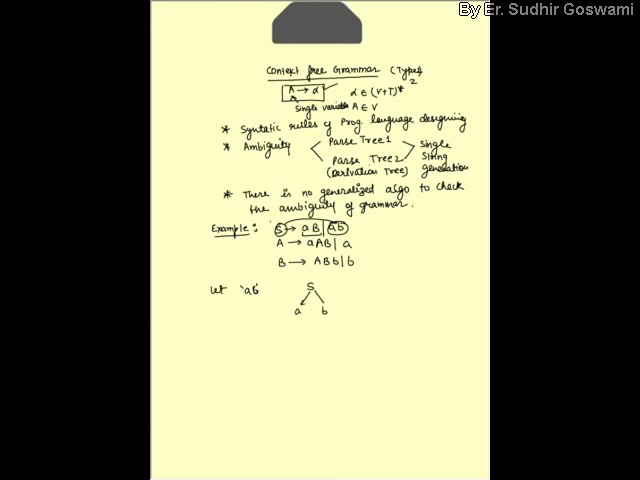 By Er. Sudhir Goswami
Context free Grammar (Type 2)
A → α α ∈ (V+T)*
Single variable A ∈ V
* Syntatic rules of Prog. language designing
* Ambiguity < Parse Tree 1
Parse Tree 2
(Derivation Tree)
Single
String
generation
* There is no generalized algo to check
the ambiguity of grammar.
Example: S → aB | ab
A → aAB | a
B → ABb | b
Let 'ab'
S
a b